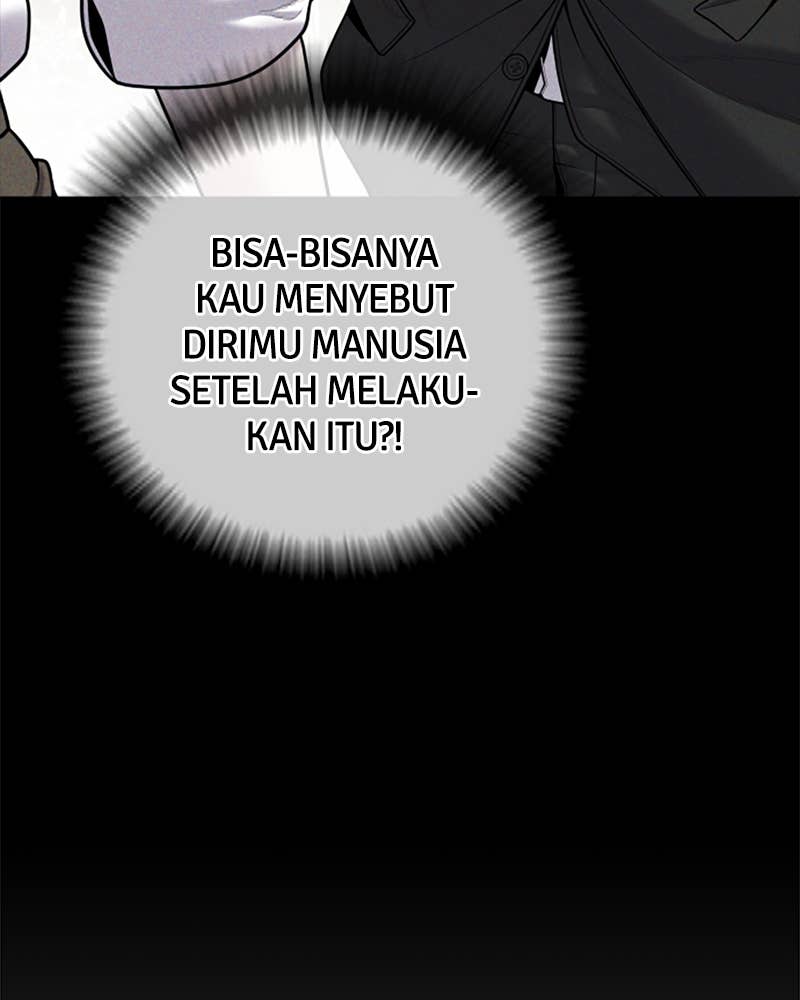 BISA-BISANYA
KAU MENYEBUT
DIRIMU MANUSIA
SETELAH MELAKU-
KAN ITU?!